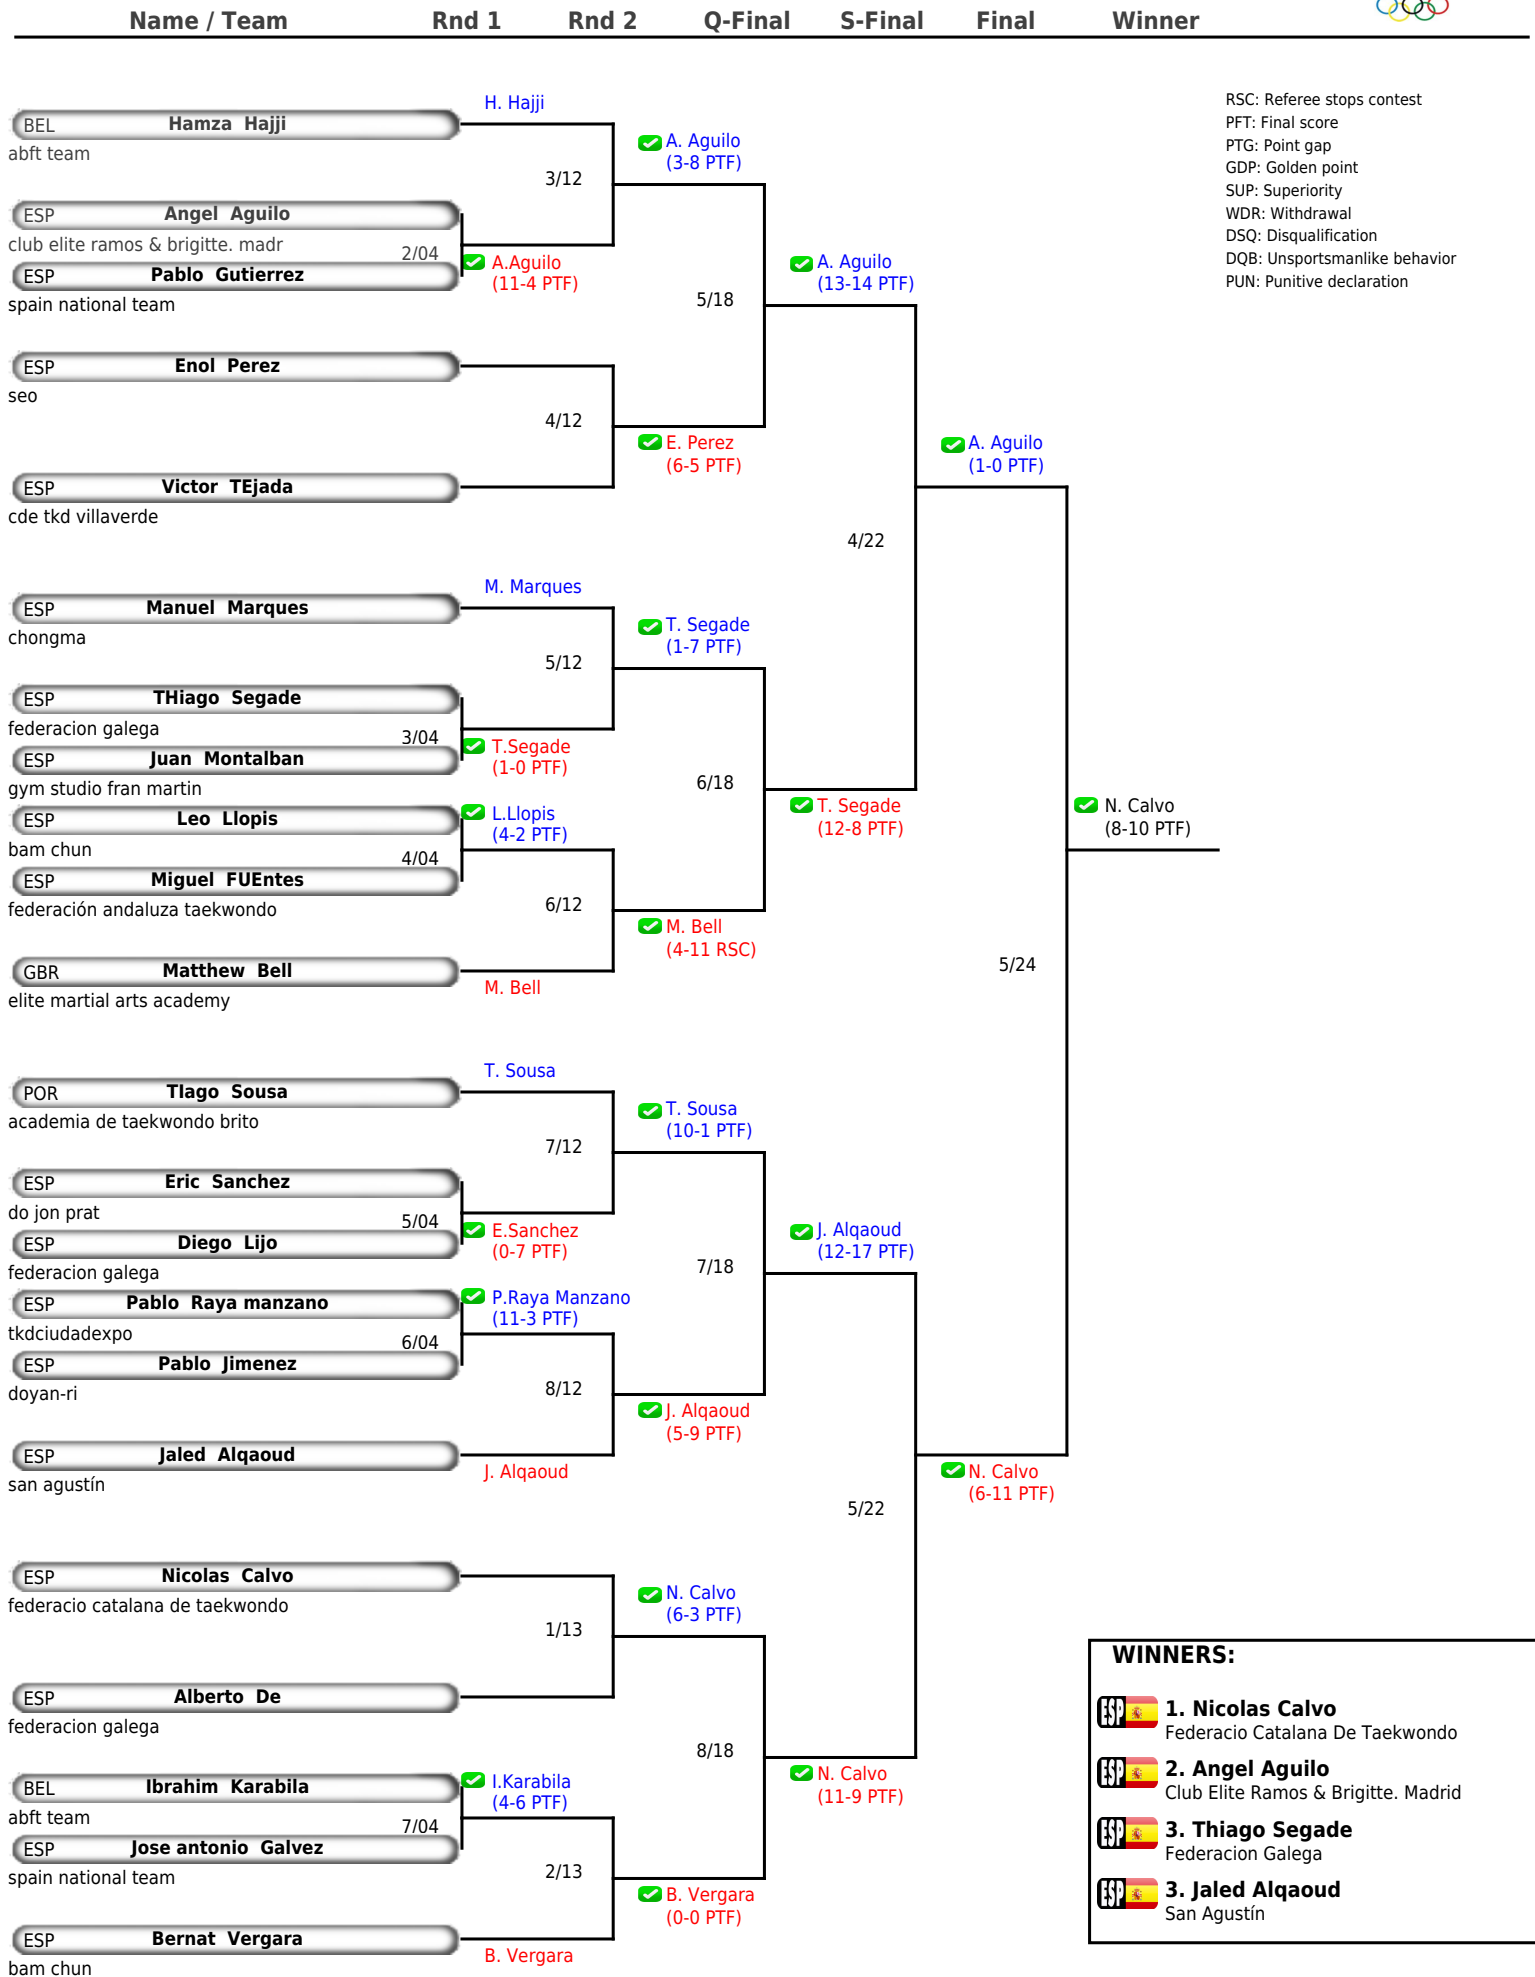 Name / Team Rnd 1 Rnd 2 Q-Final S-Final Final Winner
RSC: Referee stops contest
PFT: Final score
PTG: Point gap
GDP: Golden point
SUP: Superiority
WDR: Withdrawal
DSQ: Disqualification
DQB: Unsportsmanlike behavior
PUN: Punitive declaration
H. Hajji
BEL Hamza Hajji
abft team
A. Aguilo
(3-8 PTF)
3/12
ESP Angel Aguilo
club elite ramos & brigitte. madr
2/04
ESP Pablo Gutierrez
spain national team
A.Aguilo
(11-4 PTF)
A. Aguilo
(13-14 PTF)
5/18
ESP Enol Perez
seo
4/12
E. Perez
(6-5 PTF)
A. Aguilo
(1-0 PTF)
ESP Victor TEjada
cde tkd villaverde
4/22
M. Marques
ESP Manuel Marques
chongma
T. Segade
(1-7 PTF)
5/12
ESP THiago Segade
federacion galega
3/04
ESP Juan Montalban
gym studio fran martin
T.Segade
(1-0 PTF)
6/18
T. Segade
(12-8 PTF)
N. Calvo
(8-10 PTF)
L.Llopis
(4-2 PTF)
ESP Leo Llopis
bam chun
4/04
ESP Miguel FUEntes
federación andaluza taekwondo
6/12
M. Bell
(4-11 RSC)
GBR Matthew Bell
elite martial arts academy
M. Bell
5/24
T. Sousa
POR TIago Sousa
academia de taekwondo brito
T. Sousa
(10-1 PTF)
7/12
ESP Eric Sanchez
do jon prat
5/04
ESP Diego Lijo
federacion galega
E.Sanchez
(0-7 PTF)
J. Alqaoud
(12-17 PTF)
7/18
P.Raya Manzano
(11-3 PTF)
ESP Pablo Raya manzano
tkdciudadexpo
6/04
ESP Pablo Jimenez
doyan-ri
8/12
J. Alqaoud
(5-9 PTF)
ESP Jaled Alqaoud
san agustín
J. Alqaoud
N. Calvo
(6-11 PTF)
5/22
ESP Nicolas Calvo
federacio catalana de taekwondo
N. Calvo
(6-3 PTF)
1/13
ESP Alberto De
federacion galega
8/18
N. Calvo
(11-9 PTF)
I.Karabila
(4-6 PTF)
BEL Ibrahim Karabila
abft team
7/04
ESP Jose antonio Galvez
spain national team
2/13
B. Vergara
(0-0 PTF)
ESP Bernat Vergara
bam chun
B. Vergara
WINNERS:
ESP 1. Nicolas Calvo
Federacio Catalana De Taekwondo
ESP 2. Angel Aguilo
Club Elite Ramos & Brigitte. Madrid
ESP 3. Thiago Segade
Federacion Galega
ESP 3. Jaled Alqaoud
San Agustín